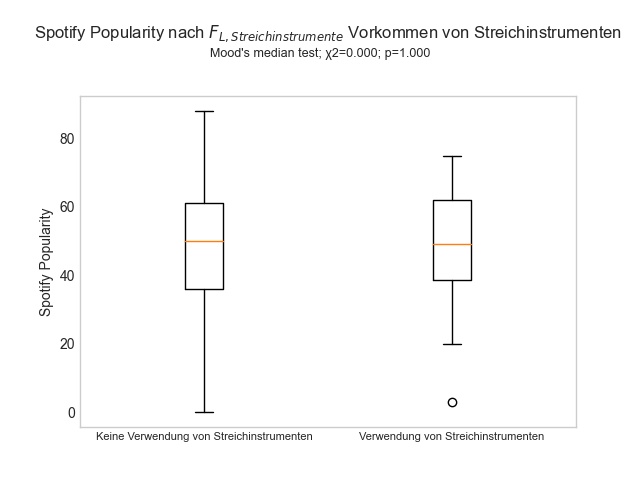 Spotify Popularity nach F_{L, Streichinstrumente} Vorkommen von Streichinstrumenten
Mood's median test; χ2=0.000; p=1.000
80
60
40
20
0
Spotify Popularity
Keine Verwendung von Streichinstrumenten
Verwendung von Streichinstrumenten